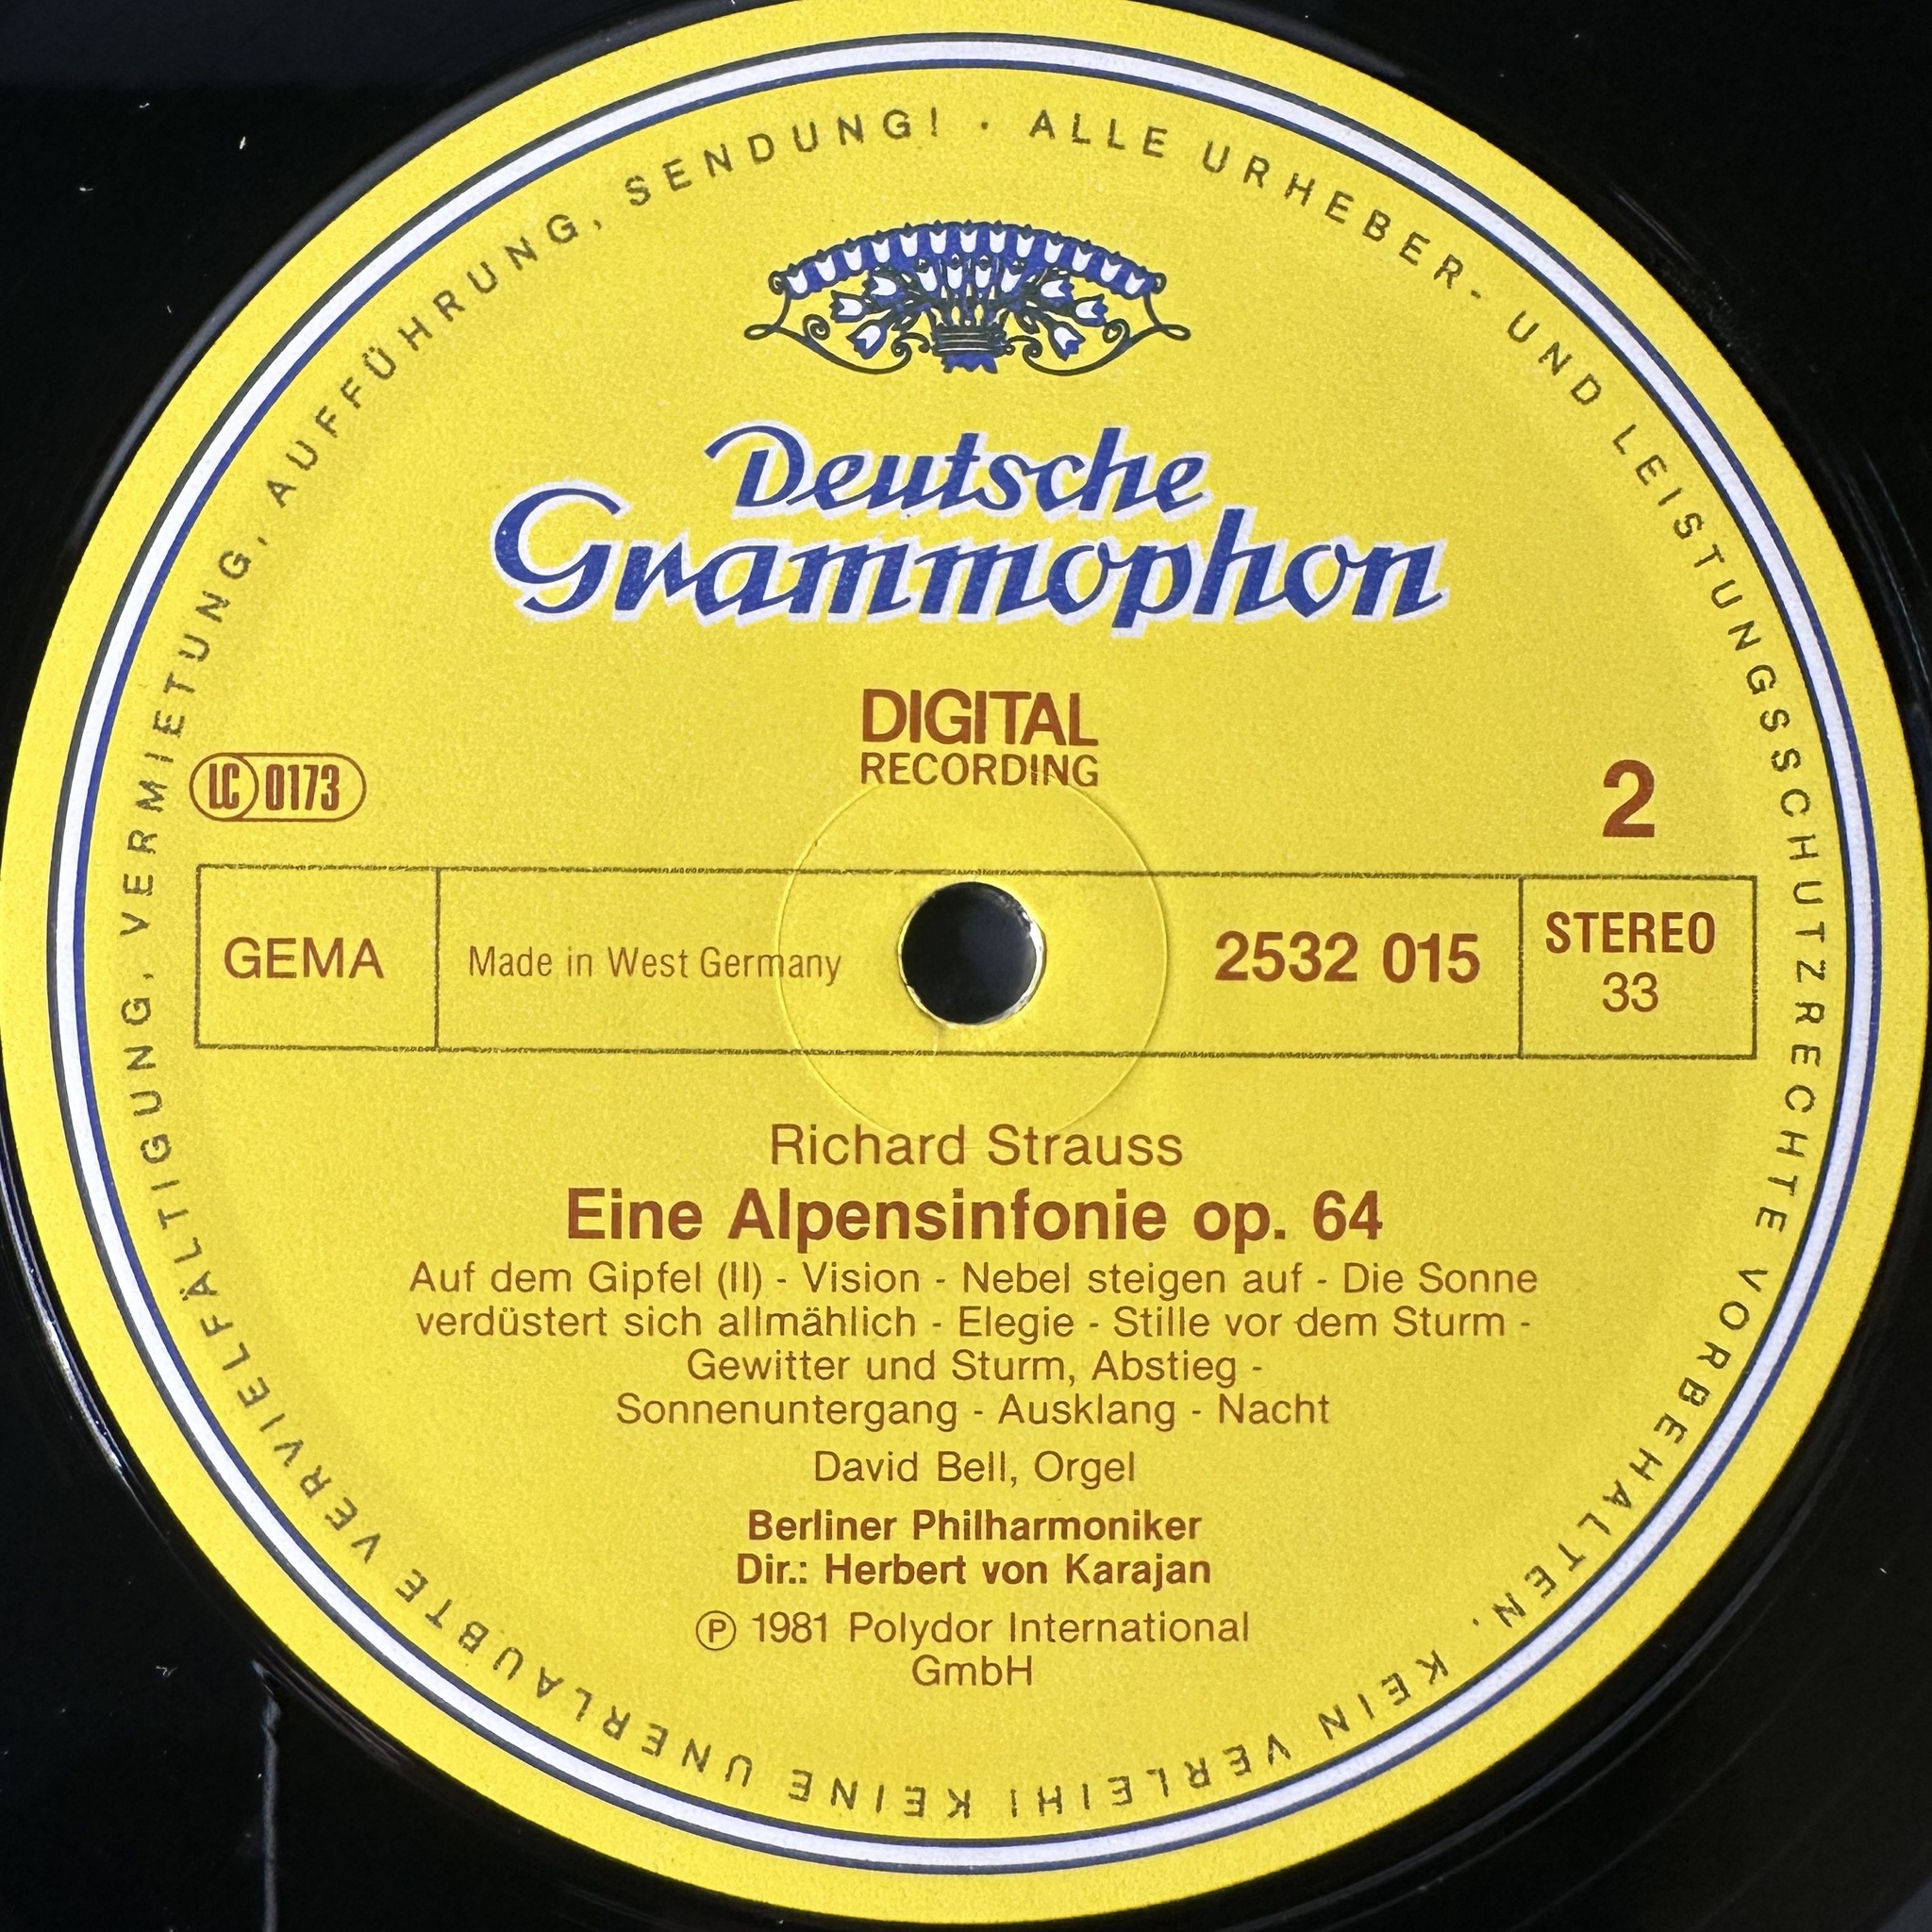 ALLE URHEBER- UND LEISTUNGSSCHUTZRECHTE VORBEHALTEN. KEIN VERLEIH! KEINE UNERLAUBTE VERVIELFÄLTIGUNG, VERMIETUNG, AUFFÜHRUNG, SENDUNG! ·
Deutsche
Grammophon
DIGITAL
RECORDING
LC 0173
2
GEMA
Made in West Germany
2532 015
STEREO
33
Richard Strauss
Eine Alpensinfonie op. 64
Auf dem Gipfel (II) - Vision - Nebel steigen auf - Die Sonne
verdüstert sich allmählich - Elegie - Stille vor dem Sturm -
Gewitter und Sturm, Abstieg -
Sonnenuntergang - Ausklang - Nacht
David Bell, Orgel
Berliner Philharmoniker
Dir.: Herbert von Karajan
Ⓟ 1981 Polydor International
GmbH